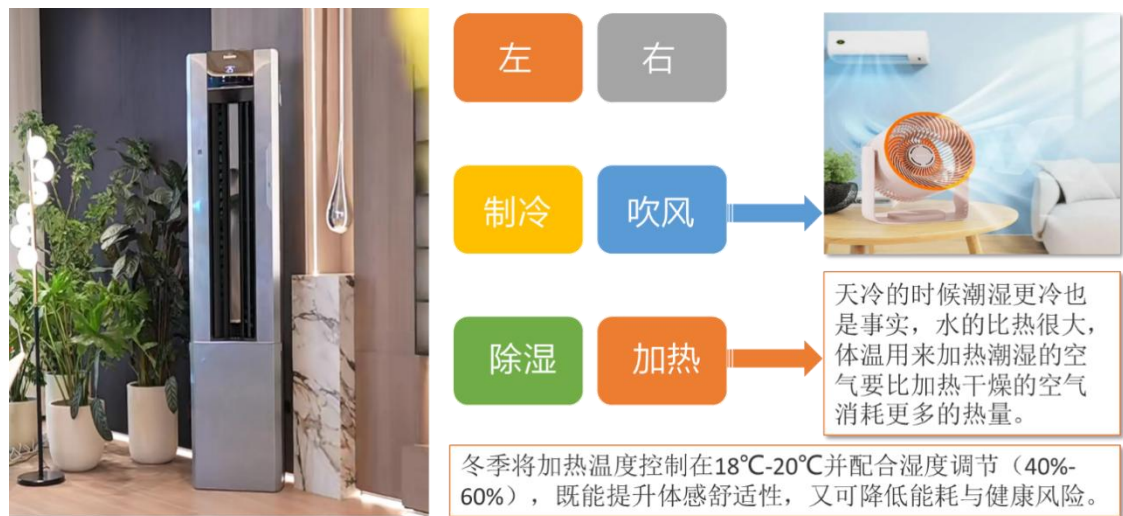 左
右
制冷
吹风
除湿
加热
天冷的时候潮湿更冷也
是事实，水的比热很大，
体温用来加热潮湿的空
气要比加热干燥的空气
消耗更多的热量。
冬季将加热温度控制在18℃-20℃并配合湿度调节（40%-
60%），既能提升体感舒适性，又可降低能耗与健康风险。